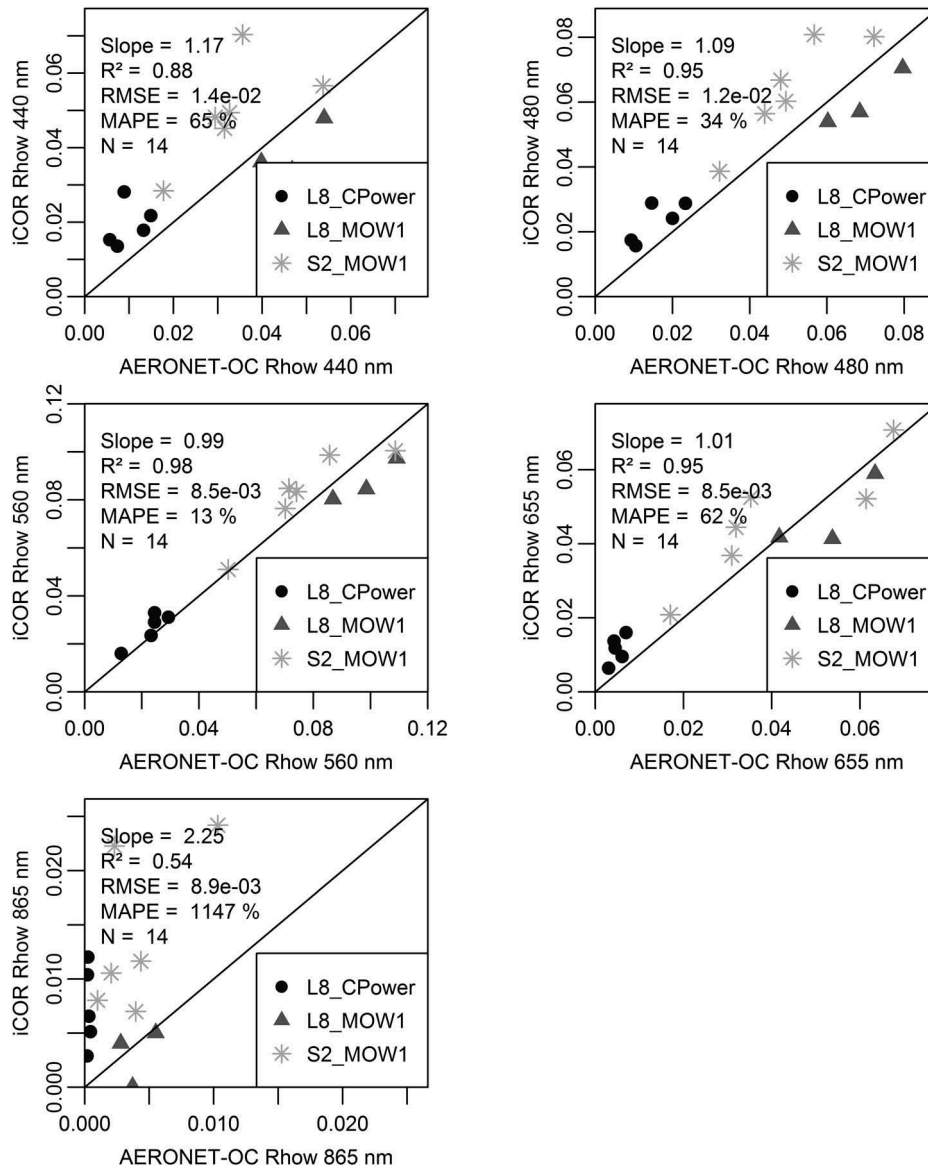 Slope = 1.17
R² = 0.88
RMSE = 1.4e-02
MAPE = 65 %
N = 14
L8_CPower
L8_MOW1
S2_MOW1
0.00 0.02 0.04 0.06
iCOR Rhow 440 nm
0.00 0.02 0.04 0.06
AERONET-OC Rhow 440 nm
Slope = 1.09
R² = 0.95
RMSE = 1.2e-02
MAPE = 34 %
N = 14
L8_CPower
L8_MOW1
S2_MOW1
0.00 0.02 0.04 0.06 0.08
iCOR Rhow 480 nm
0.00 0.02 0.04 0.06 0.08
AERONET-OC Rhow 480 nm
Slope = 0.99
R² = 0.98
RMSE = 8.5e-03
MAPE = 13 %
N = 14
L8_CPower
L8_MOW1
S2_MOW1
0.00 0.04 0.08 0.12
iCOR Rhow 560 nm
0.00 0.04 0.08 0.12
AERONET-OC Rhow 560 nm
Slope = 1.01
R² = 0.95
RMSE = 8.5e-03
MAPE = 62 %
N = 14
L8_CPower
L8_MOW1
S2_MOW1
0.00 0.02 0.04 0.06
iCOR Rhow 655 nm
0.00 0.02 0.04 0.06
AERONET-OC Rhow 655 nm
Slope = 2.25
R² = 0.54
RMSE = 8.9e-03
MAPE = 1147 %
N = 14
L8_CPower
L8_MOW1
S2_MOW1
0.000 0.010 0.020
iCOR Rhow 865 nm
0.000 0.010 0.020
AERONET-OC Rhow 865 nm